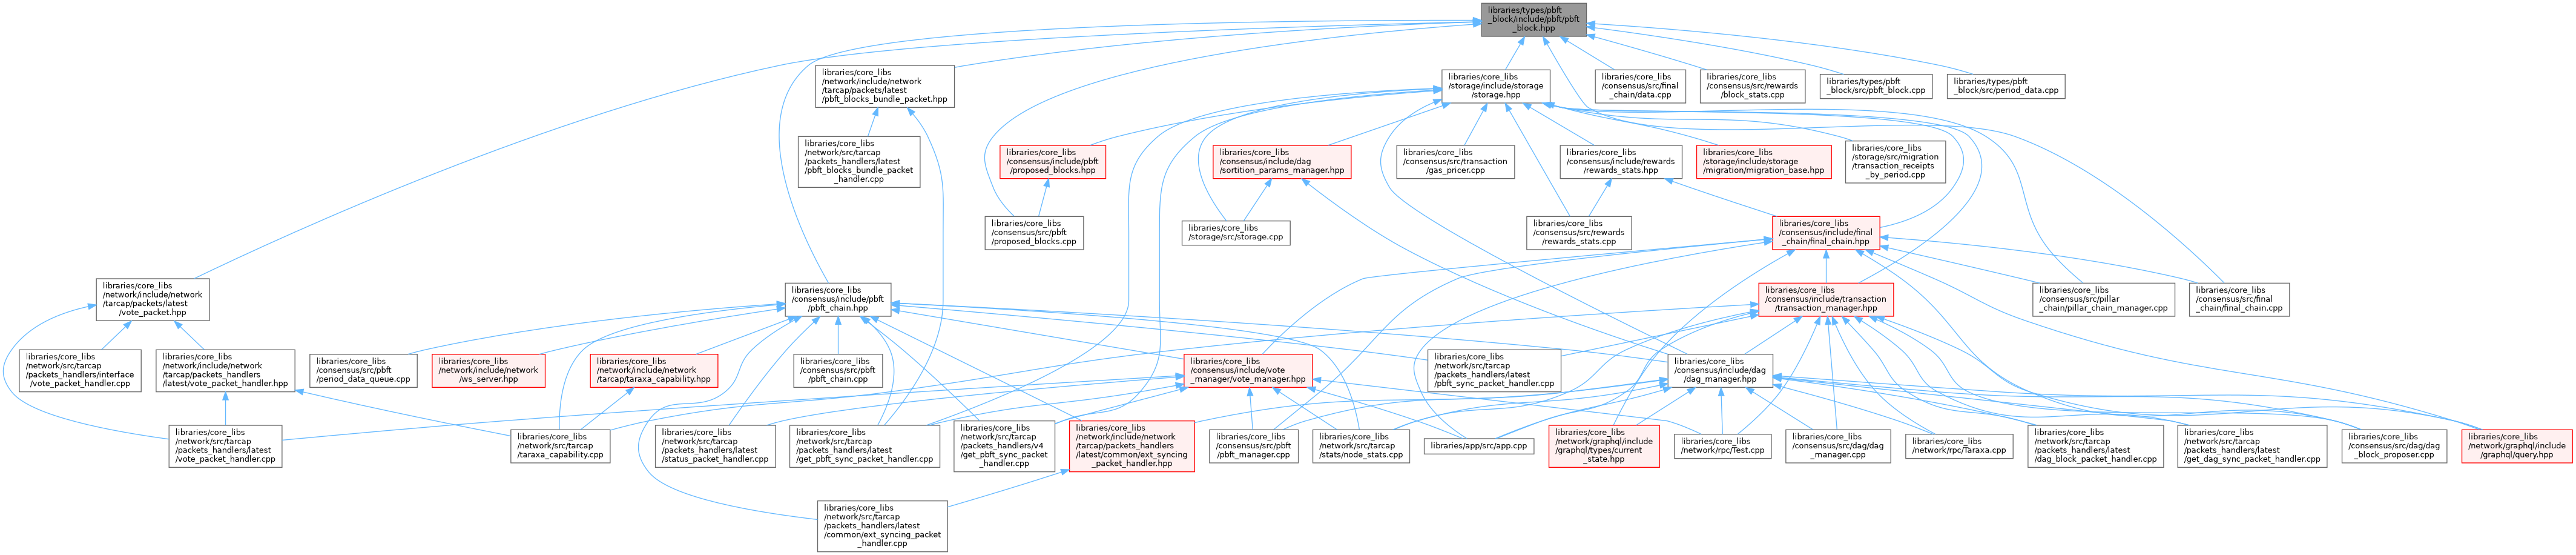 libraries/types/pbft
_block/include/pbft/pbft
_block.hpp
libraries/core_libs
/network/include/network
/tarcap/packets/latest
/pbft_blocks_bundle_packet.hpp
libraries/core_libs
/storage/include/storage
/storage.hpp
libraries/core_libs
/consensus/src/final
_chain/data.cpp
libraries/core_libs
/consensus/src/rewards
/block_stats.cpp
libraries/types/pbft
_block/src/pbft_block.cpp
libraries/types/pbft
_block/src/period_data.cpp
libraries/core_libs
/network/src/tarcap
/packets_handlers/latest
/pbft_blocks_bundle_packet
_handler.cpp
libraries/core_libs
/consensus/include/pbft
/proposed_blocks.hpp
libraries/core_libs
/consensus/include/dag
/sortition_params_manager.hpp
libraries/core_libs
/consensus/src/transaction
/gas_pricer.cpp
libraries/core_libs
/consensus/include/rewards
/rewards_stats.hpp
libraries/core_libs
/storage/include/storage
/migration/migration_base.hpp
libraries/core_libs
/storage/src/migration
/transaction_receipts
_by_period.cpp
libraries/core_libs
/consensus/src/pbft
/proposed_blocks.cpp
libraries/core_libs
/storage/src/storage.cpp
libraries/core_libs
/consensus/src/rewards
/rewards_stats.cpp
libraries/core_libs
/consensus/include/final
_chain/final_chain.hpp
libraries/core_libs
/network/include/network
/tarcap/packets/latest
/vote_packet.hpp
libraries/core_libs
/consensus/include/pbft
/pbft_chain.hpp
libraries/core_libs
/consensus/include/transaction
/transaction_manager.hpp
libraries/core_libs
/consensus/src/pillar
_chain/pillar_chain_manager.cpp
libraries/core_libs
/consensus/src/final
_chain/final_chain.cpp
libraries/core_libs
/network/src/tarcap
/packets_handlers/interface
/vote_packet_handler.cpp
libraries/core_libs
/network/include/network
/tarcap/packets_handlers
/latest/vote_packet_handler.hpp
libraries/core_libs
/consensus/src/pbft
/period_data_queue.cpp
libraries/core_libs
/network/include/network
/ws_server.hpp
libraries/core_libs
/network/include/network
/tarcap/taraxa_capability.hpp
libraries/core_libs
/consensus/src/pbft
/pbft_chain.cpp
libraries/core_libs
/consensus/include/vote
_manager/vote_manager.hpp
libraries/core_libs
/network/src/tarcap
/packets_handlers/latest
/pbft_sync_packet_handler.cpp
libraries/core_libs
/consensus/include/dag
/dag_manager.hpp
libraries/core_libs
/network/src/tarcap
/packets_handlers/latest
/vote_packet_handler.cpp
libraries/core_libs
/network/src/tarcap
/taraxa_capability.cpp
libraries/core_libs
/network/src/tarcap
/packets_handlers/latest
/status_packet_handler.cpp
libraries/core_libs
/network/src/tarcap
/packets_handlers/latest
/get_pbft_sync_packet_handler.cpp
libraries/core_libs
/network/src/tarcap
/packets_handlers/v4
/get_pbft_sync_packet
_handler.cpp
libraries/core_libs
/network/include/network
/tarcap/packets_handlers
/latest/common/ext_syncing
_packet_handler.hpp
libraries/core_libs
/consensus/src/pbft
/pbft_manager.cpp
libraries/core_libs
/network/src/tarcap
/stats/node_stats.cpp
libraries/app/src/app.cpp
libraries/core_libs
/network/graphql/include
/graphql/types/current
_state.hpp
libraries/core_libs
/network/rpc/Test.cpp
libraries/core_libs
/consensus/src/dag/dag
_manager.cpp
libraries/core_libs
/network/rpc/Taraxa.cpp
libraries/core_libs
/network/src/tarcap
/packets_handlers/latest
/dag_block_packet_handler.cpp
libraries/core_libs
/network/src/tarcap
/packets_handlers/latest
/get_dag_sync_packet_handler.cpp
libraries/core_libs
/consensus/src/dag/dag
_block_proposer.cpp
libraries/core_libs
/network/graphql/include
/graphql/query.hpp
libraries/core_libs
/network/src/tarcap
/packets_handlers/latest
/common/ext_syncing_packet
_handler.cpp